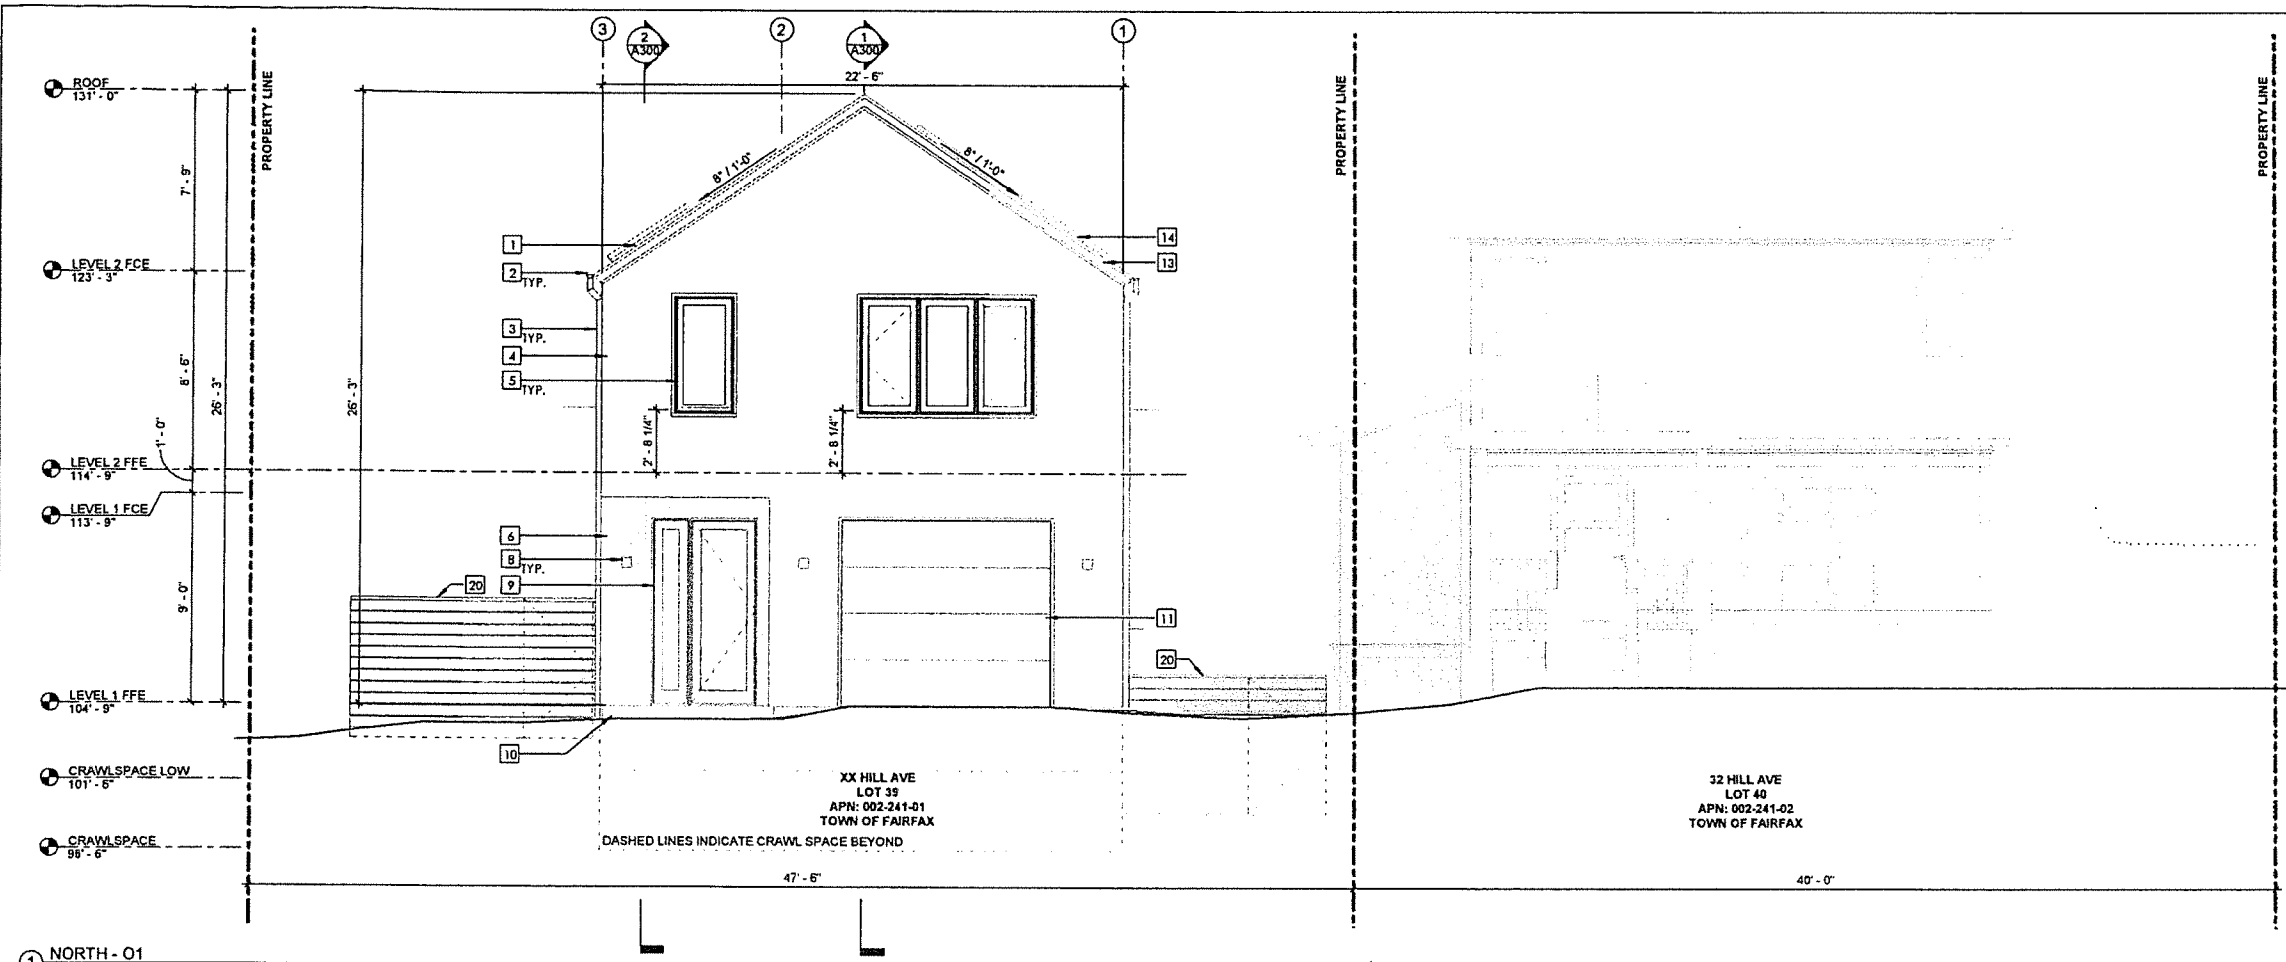 3
2
A300
2
1
A300
1
22' - 6"
ROOF
131' - 0"
PROPERTY LINE
PROPERTY LINE
PROPERTY LINE
7' - 9"
8" / 1'-0"
8" / 1'-0"
1
14
13
LEVEL 2 FCE
123' - 3"
2
TYP.
3
TYP.
4
5
TYP.
8' - 6"
26' - 3"
26' - 3"
1' - 0"
2' - 8 1/4"
2' - 8 1/4"
LEVEL 2 FFE
114' - 9"
LEVEL 1 FCE
113' - 9"
6
8
TYP.
9
20
9' - 0"
11
20
LEVEL 1 FFE
104' - 9"
10
CRAWLSPACE LOW
101' - 6"
XX HILL AVE
LOT 39
APN: 002-241-01
TOWN OF FAIRFAX
32 HILL AVE
LOT 40
APN: 002-241-02
TOWN OF FAIRFAX
CRAWLSPACE
98' - 6"
DASHED LINES INDICATE CRAWL SPACE BEYOND
47' - 6"
40' - 0"
1
NORTH - O1